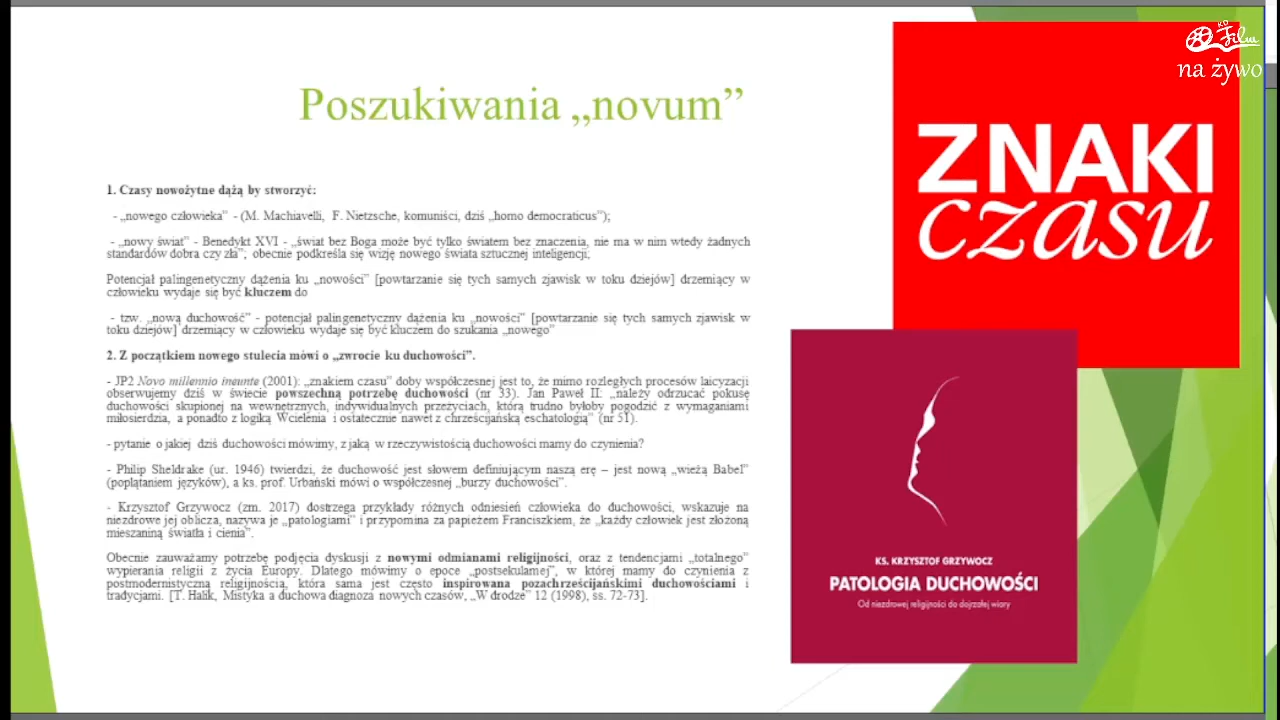 Poszukiwania „novum”
1. Czasy nowożytne dążą by stworzyć:
- „nowego człowieka” - (M. Machiavelli, F. Nietzsche, komuniści, dziś „homo democraticus”);
- „nowy świat” - Benedykt XVI - „świat bez Boga może być tylko światem bez znaczenia, nie ma w nim wtedy żadnych
standardów dobra czy zła”; obecnie podkreśla się wizję nowego świata sztucznej inteligencji;
Potencjał palingenetyczny dążenia ku „nowości” [powtarzanie się tych samych zjawisk w toku dziejów] drzemiący w
człowieku wydaje się być kluczem do
- tzw. „nową duchowość” - potencjał palingenetyczny dążenia ku „nowości” [powtarzanie się tych samych zjawisk w
toku dziejów] drzemiący w człowieku wydaje się być kluczem do szukania „nowego”
2. Z początkiem nowego stulecia mówi o „zwrocie ku duchowości”.
- JP2 Novo millennio ineunte (2001): „znakiem czasu” doby współczesnej jest to, że mimo rozległych procesów laicyzacji
obserwujemy dziś w świecie powszechną potrzebę duchowości (nr 33). Jan Paweł II: „należy odrzucać pokusę
duchowości skupionej na wewnętrznych, indywidualnych przeżyciach, którą trudno byłoby pogodzić z wymaganiami
miłosierdzia, a ponadto z logiką Wcielenia i ostatecznie nawet z chrześcijańską eschatologią” (nr 51).
- pytanie o jakiej dziś duchowości mówimy, z jaką w rzeczywistością duchowości mamy do czynienia?
- Philip Sheldrake (ur. 1946) twierdzi, że duchowość jest słowem definiującym naszą erę – jest nową „wieżą Babel”
(poplątaniem języków), a ks. prof. Urbański mówi o współczesnej „burzy duchowości”.
- Krzysztof Grzywocz (zm. 2017) dostrzega przykłady różnych odniesień człowieka do duchowości, wskazuje na
niezdrowe jej oblicza, nazywa je „patologiami” i przypomina za papieżem Franciszkiem, że „każdy człowiek jest złożoną
mieszaniną światła i cienia”.
Obecnie zauważamy potrzebę podjęcia dyskusji z nowymi odmianami religijności, oraz z tendencjami „totalnego”
wypierania religii z życia Europy. Dlatego mówimy o epoce „postsekularnej”, w której mamy do czynienia z
postmodernistyczną religijnością, która sama jest często inspirowana pozachrześcijańskimi duchowościami i
tradycjami. [T. Halik, Mistyka a duchowa diagnoza nowych czasów, „W drodze” 12 (1998), ss. 72-73].
KO
Film
na żywo
ZNAKI
czasu
KS. KRZYSZTOF GRZYWOCZ
PATOLOGIA DUCHOWOŚCI
Od niezdrowej religijności do dojrzałej wiary